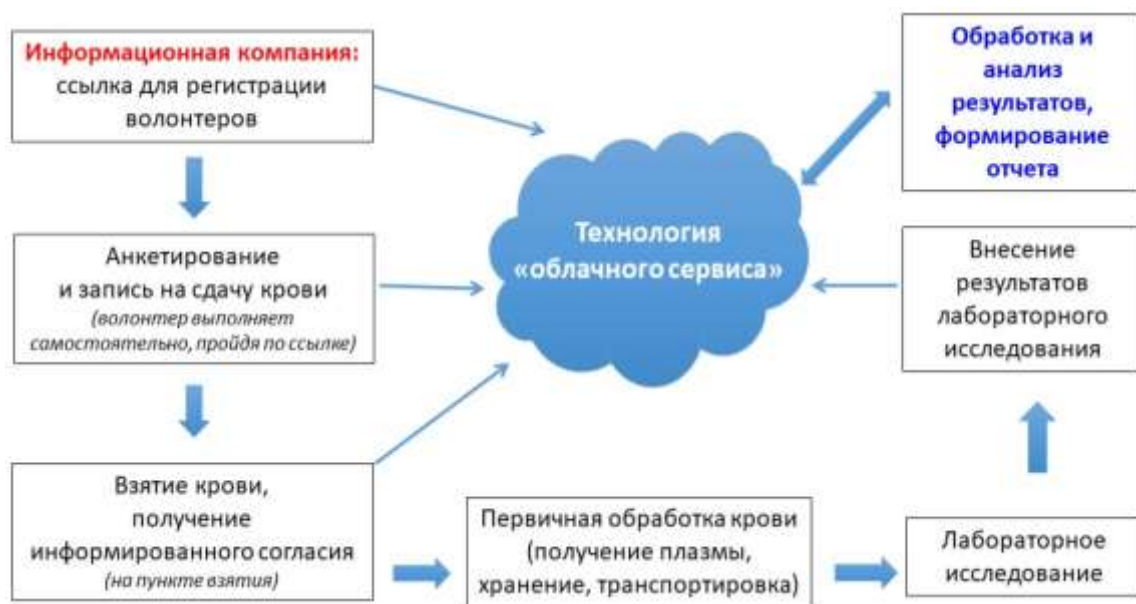 Информационная компания:
ссылка для регистрации
волонтеров
Анкетирование
и запись на сдачу крови
(волонтер выполняет
самостоятельно, пройдя по ссылке)
Взятие крови,
получение
информированного согласия
(на пункте взятия)
Первичная обработка крови
(получение плазмы,
хранение, транспортировка)
Лабораторное
исследование
Внесение
результатов
лабораторного
исследования
Технология
«облачного сервиса»
Обработка и
анализ
результатов,
формирование
отчета